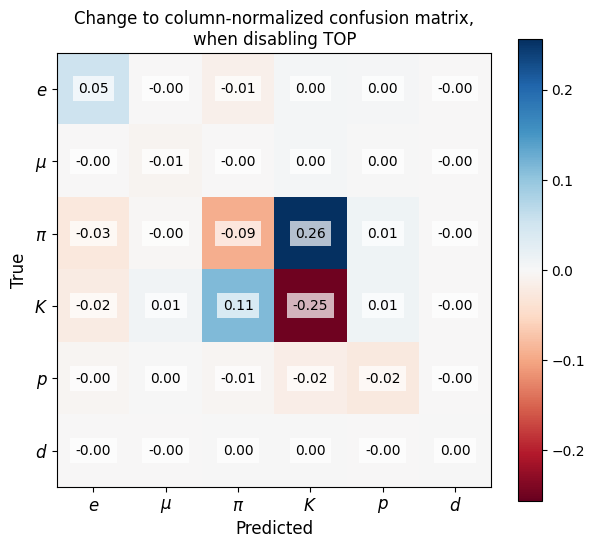 Change to column-normalized confusion matrix,
when disabling TOP
e 0.05 -0.00 -0.01 0.00 0.00 -0.00
μ -0.00 -0.01 -0.00 0.00 0.00 -0.00
π -0.03 -0.00 -0.09 0.26 0.01 -0.00
K -0.02 0.01 0.11 -0.25 0.01 -0.00
p -0.00 0.00 -0.01 -0.02 -0.02 -0.00
d -0.00 -0.00 0.00 0.00 -0.00 0.00
e μ π K p d
Predicted
True
0.2
0.1
0.0
−0.1
−0.2